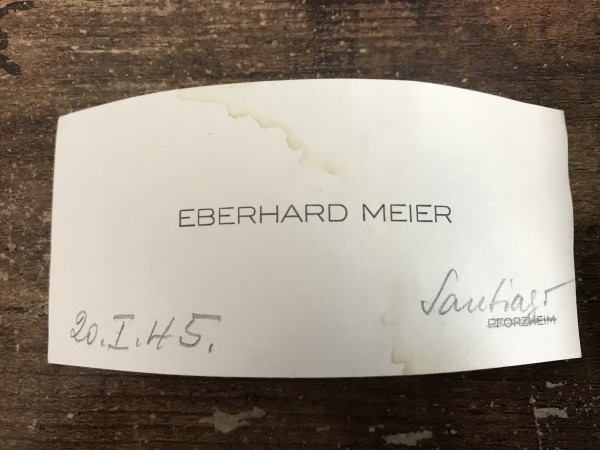 EBERHARD MEIER
Santiago
PFORZHEIM
20.I.45.